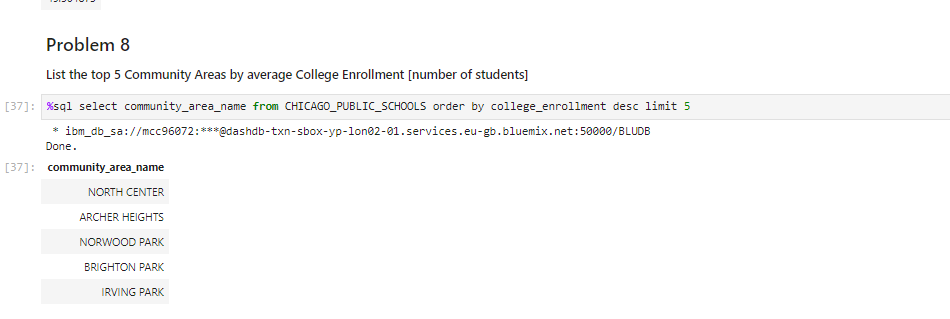 Problem 8
List the top 5 Community Areas by average College Enrollment [number of students]
[37]: %sql select community_area_name from CHICAGO_PUBLIC_SCHOOLS order by college_enrollment desc limit 5
* ibm_db_sa://mcc96072:***@dashdb-txn-sbox-yp-lon02-01.services.eu-gb.bluemix.net:50000/BLUDB
Done.
[37]: community_area_name
NORTH CENTER
ARCHER HEIGHTS
NORWOOD PARK
BRIGHTON PARK
IRVING PARK